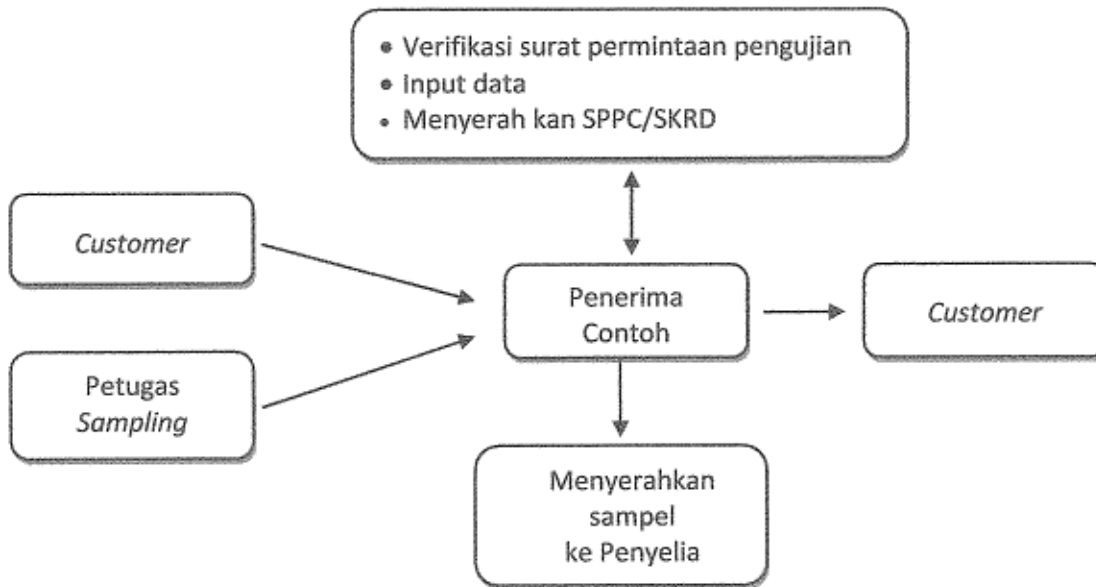 • Verifikasi surat permintaan pengujian
• Input data
• Menyerah kan SPPC/SKRD
Customer
Penerima
Contoh
Customer
Petugas
Sampling
Menyerahkan
sampel
ke Penyelia